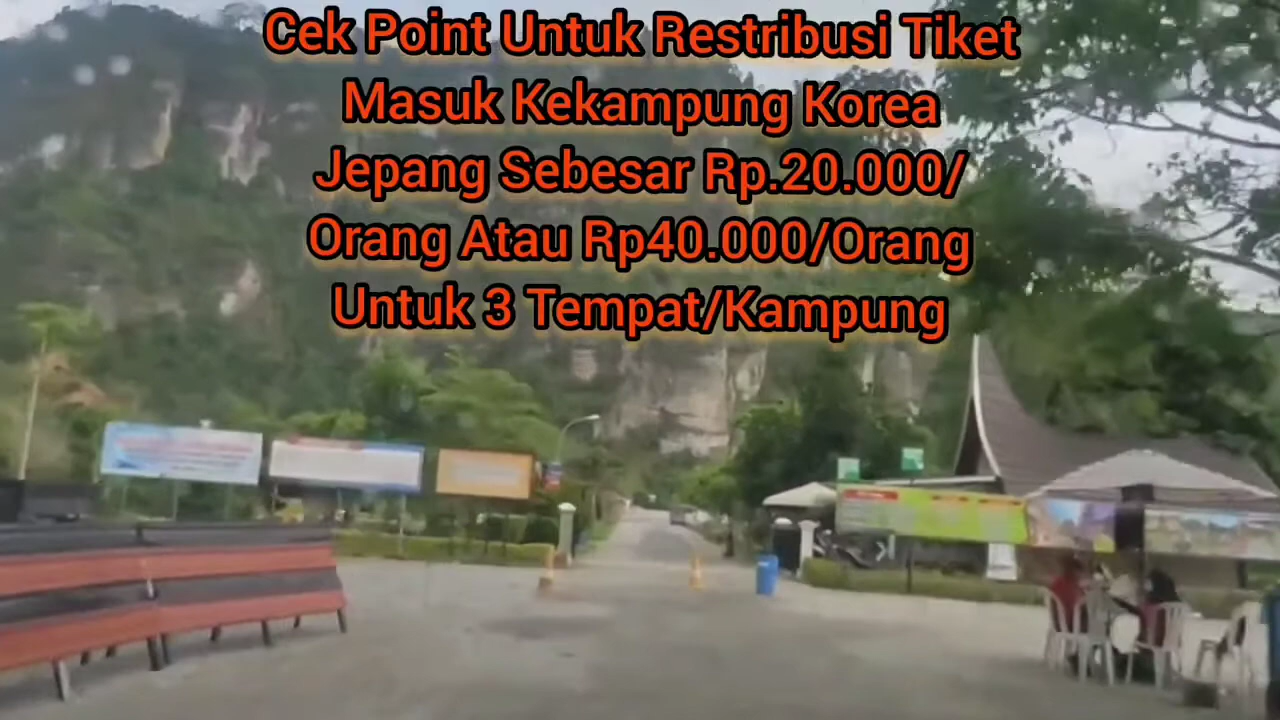 Cek Point Untuk Restribusi Tiket
Masuk Kekampung Korea
Jepang Sebesar Rp.20.000/
Orang Atau Rp40.000/Orang
Untuk 3 Tempat/Kampung